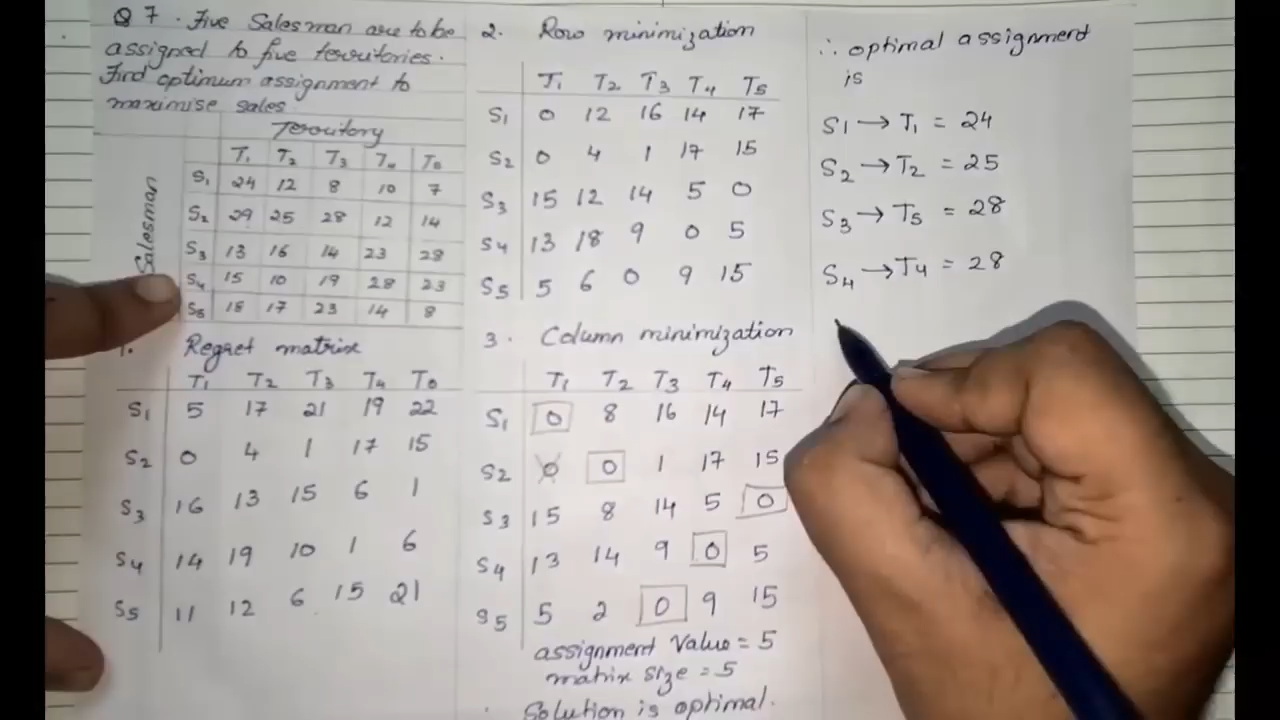 Q 7. Five Salesman are to be
assigned to five territories.
Find optimum assignment to
maximise sales
Territory
T1 T2 T3 T4 T0
Salesman
S1 24 12 8 10 7
S2 29 25 28 12 14
S3 13 16 14 23 28
S4 15 10 19 28 23
S5 18 17 23 14 8
1. Regret matrix
T1 T2 T3 T4 T0
S1 5 17 21 19 22
S2 0 4 1 17 15
S3 16 13 15 6 1
S4 14 19 10 1 6
S5 11 12 6 15 21
2. Row minimization
T1 T2 T3 T4 T5
S1 0 12 16 14 17
S2 0 4 1 17 15
S3 15 12 14 5 0
S4 13 18 9 0 5
S5 5 6 0 9 15
3. Column minimization
T1 T2 T3 T4 T5
S1 0 8 16 14 17
S2 0 0 1 17 15
S3 15 8 14 5 0
S4 13 14 9 0 5
S5 5 2 0 9 15
assignment value = 5
matrix size = 5
Solution is optimal.
∴ optimal assignment
is
S1 → T1 = 24
S2 → T2 = 25
S3 → T5 = 28
S4 → T4 = 28